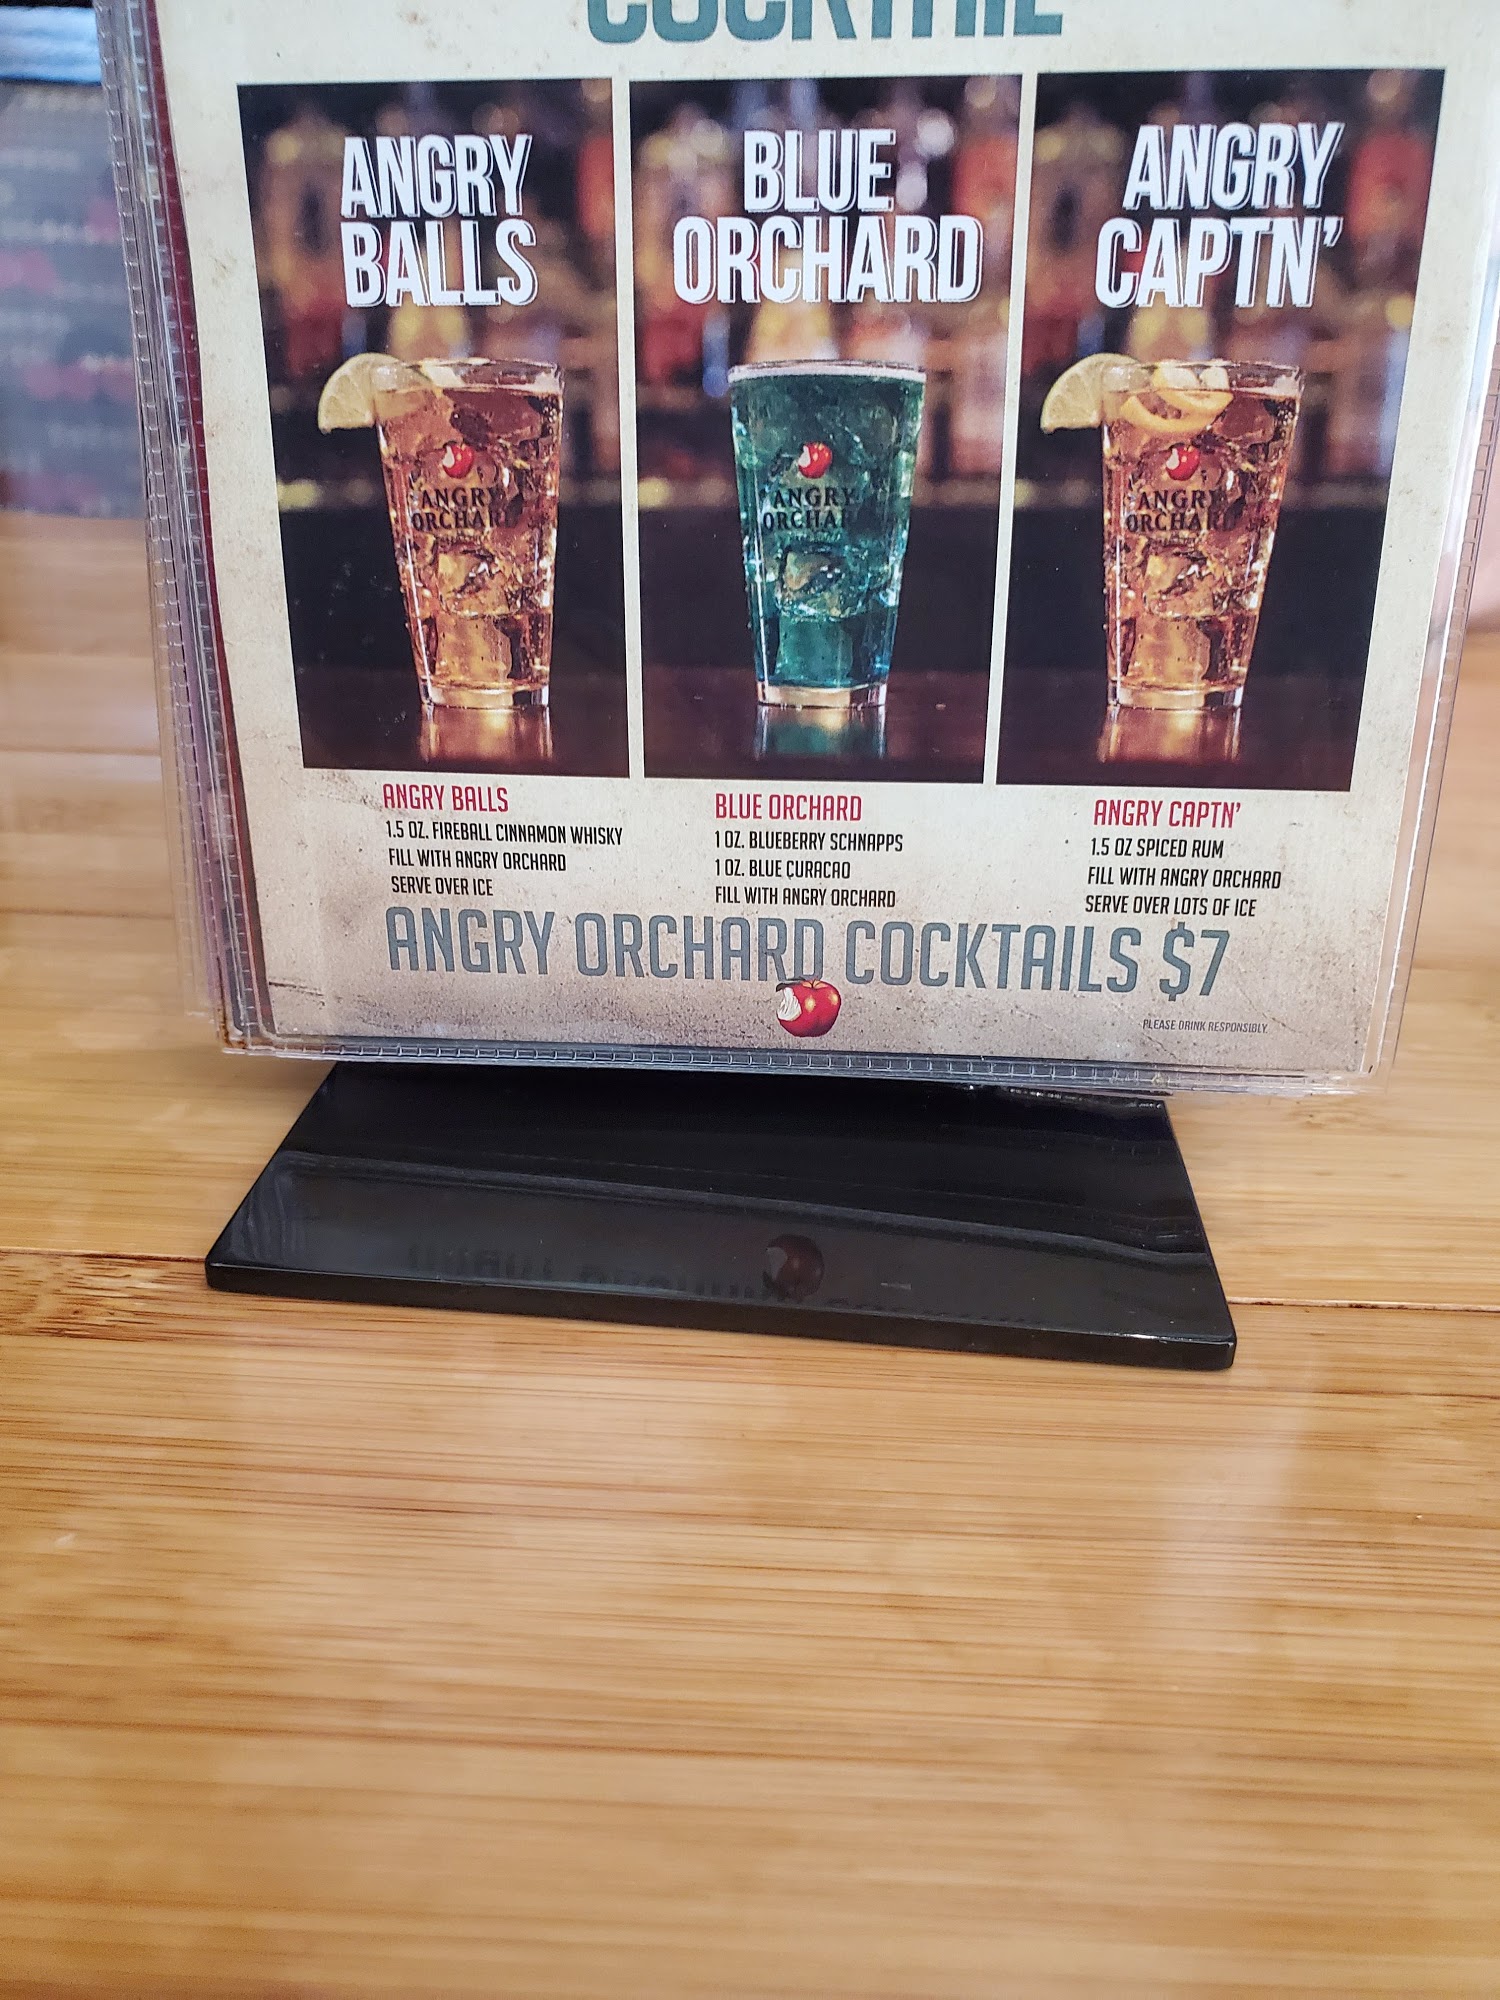 COCKTAIL
ANGRY
BALLS
BLUE
ORCHARD
ANGRY
CAPTN'
ANGRY
ORCHARD
ANGRY
ANGRY
ORCHARD
ANGRY BALLS
1.5 OZ. FIREBALL CINNAMON WHISKY
FILL WITH ANGRY ORCHARD
SERVE OVER ICE
BLUE ORCHARD
1 OZ. BLUEBERRY SCHNAPPS
1 OZ. BLUE CURACAO
FILL WITH ANGRY ORCHARD
ANGRY CAPTN'
1.5 OZ SPICED RUM
FILL WITH ANGRY ORCHARD
SERVE OVER LOTS OF ICE
ANGRY ORCHARD COCKTAILS $7
PLEASE DRINK RESPONSIBLY.